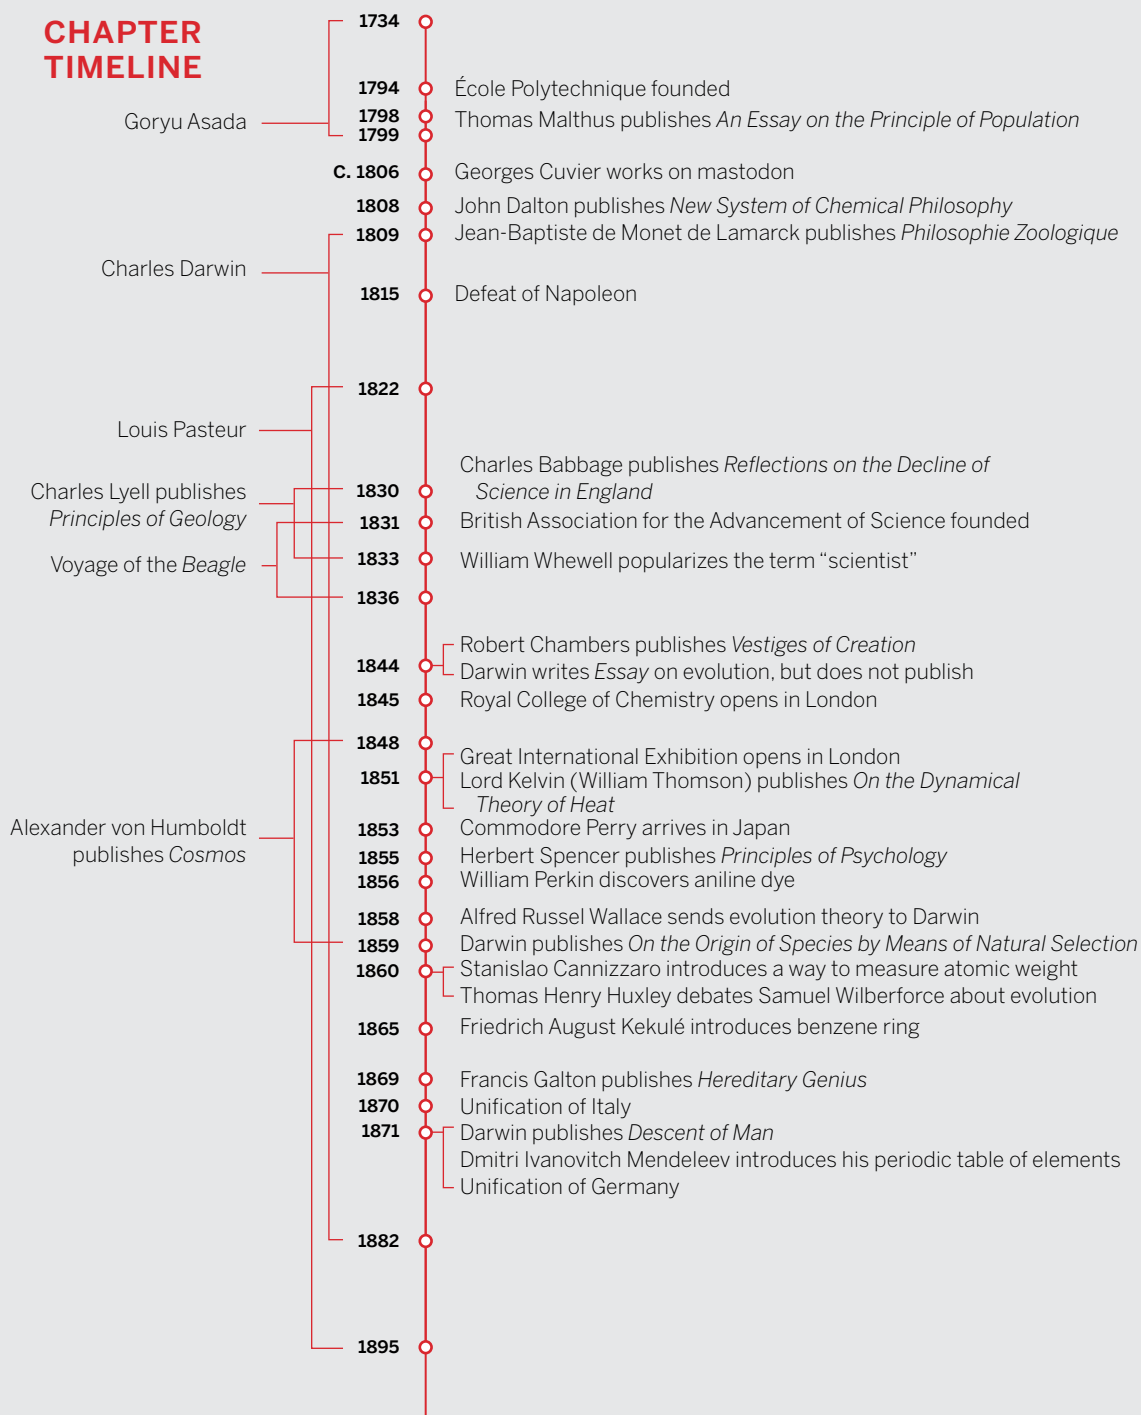 CHAPTER
TIMELINE
1734
1794 École Polytechnique founded
Goryu Asada
1798 Thomas Malthus publishes An Essay on the Principle of Population
1799
C. 1806 Georges Cuvier works on mastodon
1808 John Dalton publishes New System of Chemical Philosophy
1809 Jean-Baptiste de Monet de Lamarck publishes Philosophie Zoologique
Charles Darwin
1815 Defeat of Napoleon
1822
Louis Pasteur
Charles Babbage publishes Reflections on the Decline of
Science in England
1830
Charles Lyell publishes
Principles of Geology
1831 British Association for the Advancement of Science founded
Voyage of the Beagle
1833 William Whewell popularizes the term “scientist”
1836
Robert Chambers publishes Vestiges of Creation
1844
Darwin writes Essay on evolution, but does not publish
1845 Royal College of Chemistry opens in London
1848
Great International Exhibition opens in London
1851 Lord Kelvin (William Thomson) publishes On the Dynamical
Theory of Heat
Alexander von Humboldt
publishes Cosmos
1853 Commodore Perry arrives in Japan
1855 Herbert Spencer publishes Principles of Psychology
1856 William Perkin discovers aniline dye
1858 Alfred Russel Wallace sends evolution theory to Darwin
1859 Darwin publishes On the Origin of Species by Means of Natural Selection
1860 Stanislao Cannizzaro introduces a way to measure atomic weight
Thomas Henry Huxley debates Samuel Wilberforce about evolution
1865 Friedrich August Kekulé introduces benzene ring
1869 Francis Galton publishes Hereditary Genius
1870 Unification of Italy
1871 Darwin publishes Descent of Man
Dmitri Ivanovitch Mendeleev introduces his periodic table of elements
Unification of Germany
1882
1895